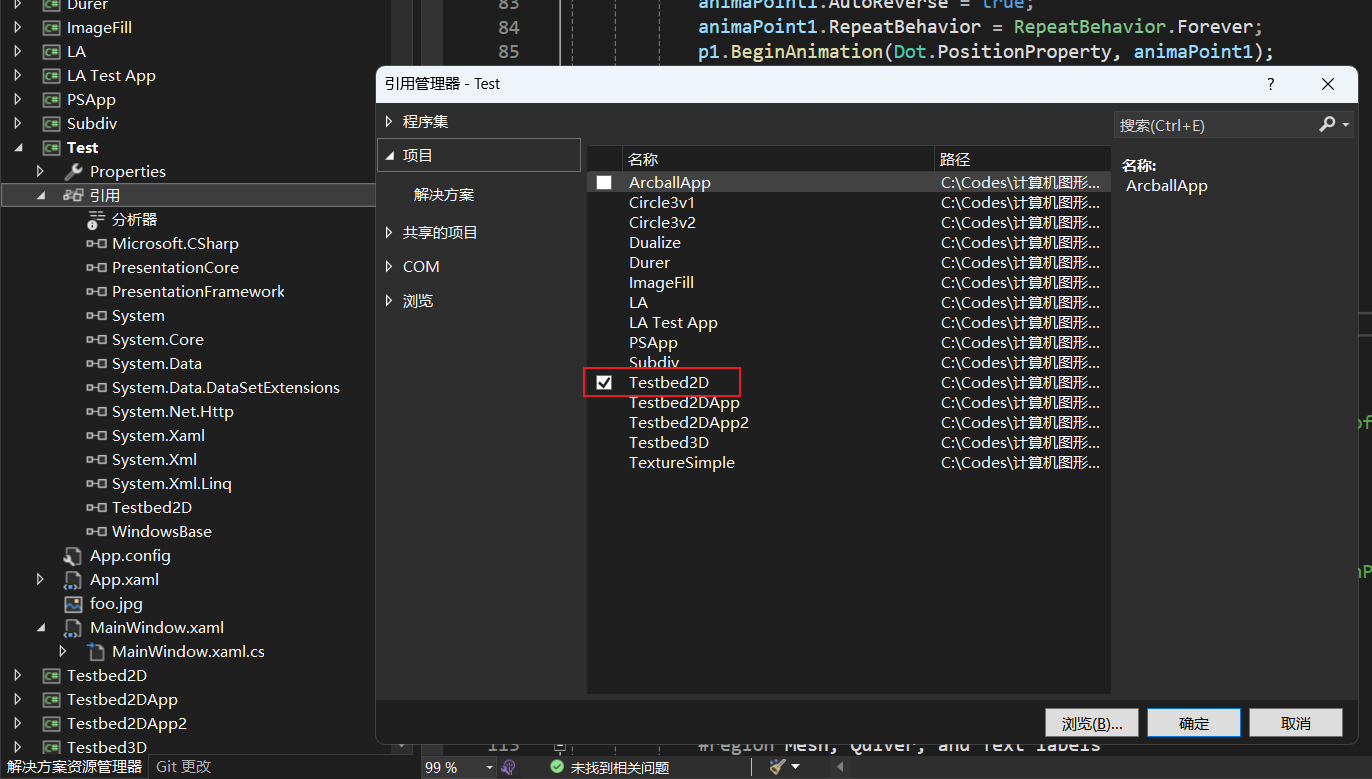 Durer
ImageFill
LA
LA Test App
PSApp
Subdiv
Test
Properties
引用
分析器
Microsoft.CSharp
PresentationCore
PresentationFramework
System
System.Core
System.Data
System.Data.DataSetExtensions
System.Net.Http
System.Xaml
System.Xml
System.Xml.Linq
Testbed2D
WindowsBase
App.config
App.xaml
foo.jpg
MainWindow.xaml
MainWindow.xaml.cs
Testbed2D
Testbed2DApp
Testbed2DApp2
Testbed3D
解决方案资源管理器 Git 更改
83 animaPoint1.AutoReverse = true;
84 animaPoint1.RepeatBehavior = RepeatBehavior.Forever;
85 p1.BeginAnimation(Dot.PositionProperty, animaPoint1);
引用管理器 - Test ?
程序集
项目
解决方案
共享的项目
COM
浏览
名称 路径
ArcballApp C:\Codes\计算机图形...
Circle3v1 C:\Codes\计算机图形...
Circle3v2 C:\Codes\计算机图形...
Dualize C:\Codes\计算机图形...
Durer C:\Codes\计算机图形...
ImageFill C:\Codes\计算机图形...
LA C:\Codes\计算机图形...
LA Test App C:\Codes\计算机图形...
PSApp C:\Codes\计算机图形...
Subdiv C:\Codes\计算机图形...
Testbed2D C:\Codes\计算机图形...
Testbed2DApp C:\Codes\计算机图形...
Testbed2DApp2 C:\Codes\计算机图形...
Testbed3D C:\Codes\计算机图形...
TextureSimple C:\Codes\计算机图形...
搜索(Ctrl+E)
名称:
ArcballApp
浏览(B)... 确定 取消
of
nP
113 #region Mesh, Quiver, and Text labels
99 % 未找到相关问题